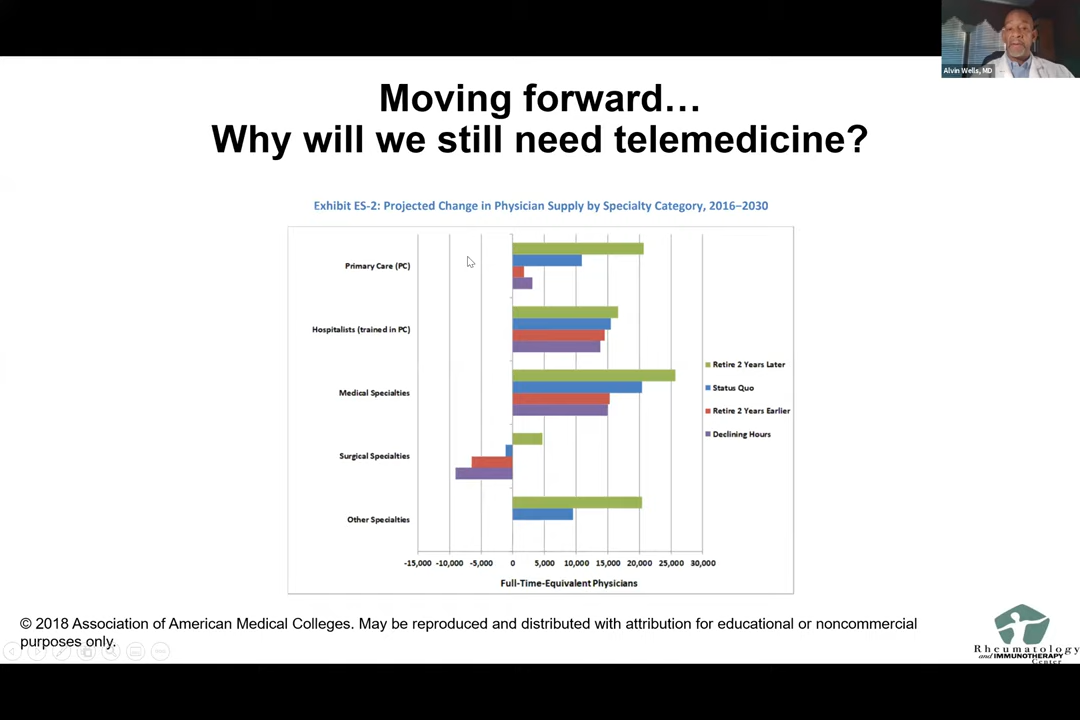 Alvin Wells, MD
Moving forward…
Why will we still need telemedicine?
Exhibit ES-2: Projected Change in Physician Supply by Specialty Category, 2016–2030
Primary Care (PC)
Hospitalists (trained in PC)
Medical Specialties
Surgical Specialties
Other Specialties
Retire 2 Years Later
Status Quo
Retire 2 Years Earlier
Declining Hours
-15,000 -10,000 -5,000 0 5,000 10,000 15,000 20,000 25,000 30,000
Full-Time-Equivalent Physicians
© 2018 Association of American Medical Colleges. May be reproduced and distributed with attribution for educational or noncommercial
purposes only.
Rheumatology
and IMMUNOTHERAPY
Center